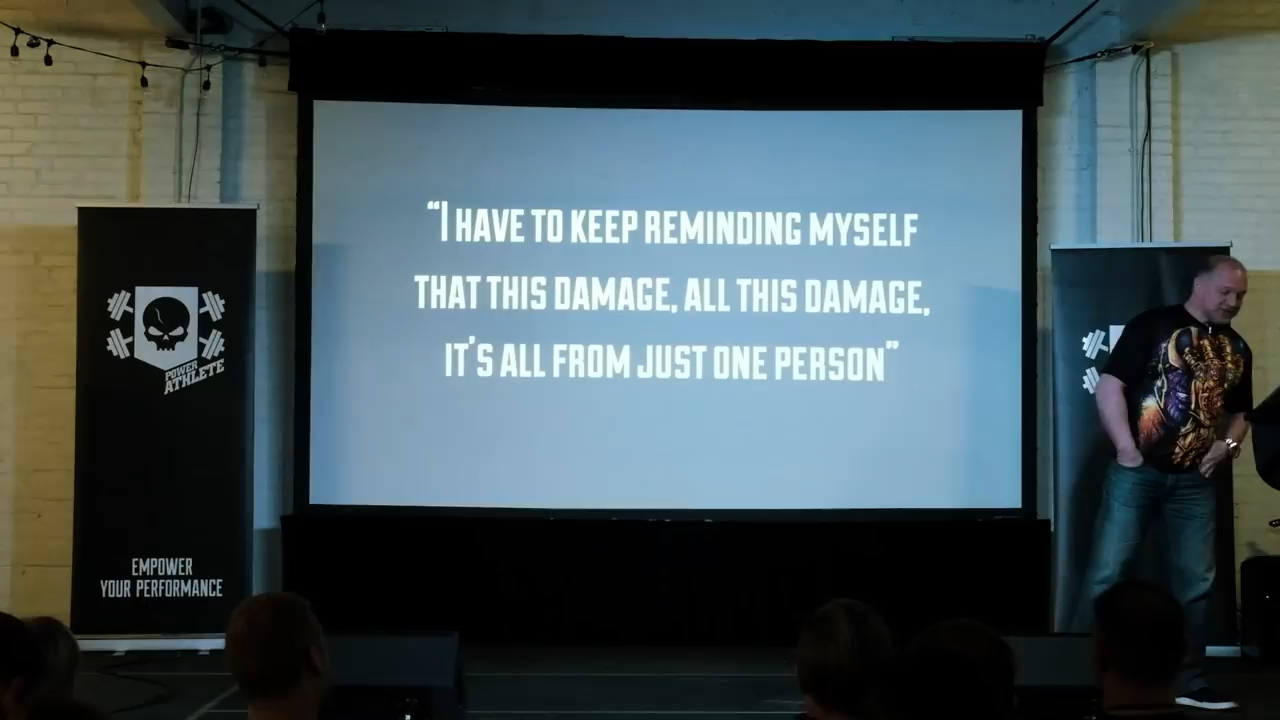 “I HAVE TO KEEP REMINDING MYSELF
THAT THIS DAMAGE, ALL THIS DAMAGE,
IT'S ALL FROM JUST ONE PERSON”
POWER
ATHLETE
EMPOWER
YOUR PERFORMANCE